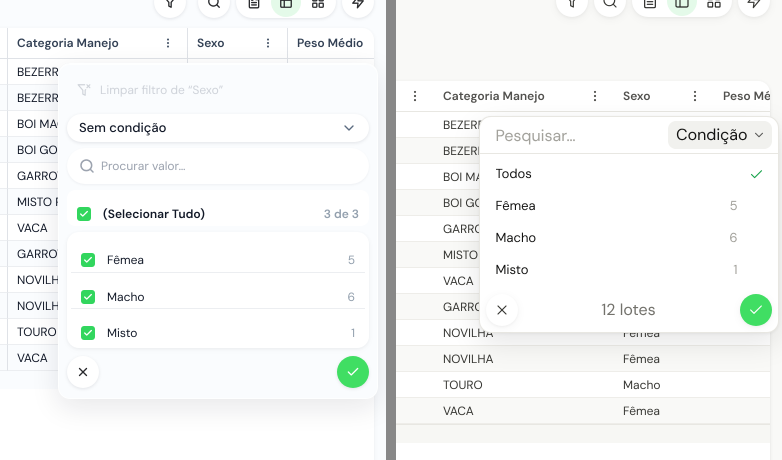 Categoria Manejo
Sexo
Peso Médio
BEZERR
BEZERR
BOI MA
BOI GO
GARRO
MISTO
VACA
GARRO
NOVILH
NOVILH
TOURO
VACA
Limpar filtro de “Sexo”
Sem condição
Procurar valor...
(Selecionar Tudo)
3 de 3
Fêmea
5
Macho
6
Misto
1
Categoria Manejo
Sexo
Peso Mé
BEZER
BEZER
BOI MA
BOI GO
GARRO
MISTO
VACA
GARRO
NOVILHA
Fêmea
NOVILHA
Fêmea
TOURO
Macho
VACA
Fêmea
Pesquisar...
Condição
Todos
Fêmea
5
Macho
6
Misto
1
12 lotes